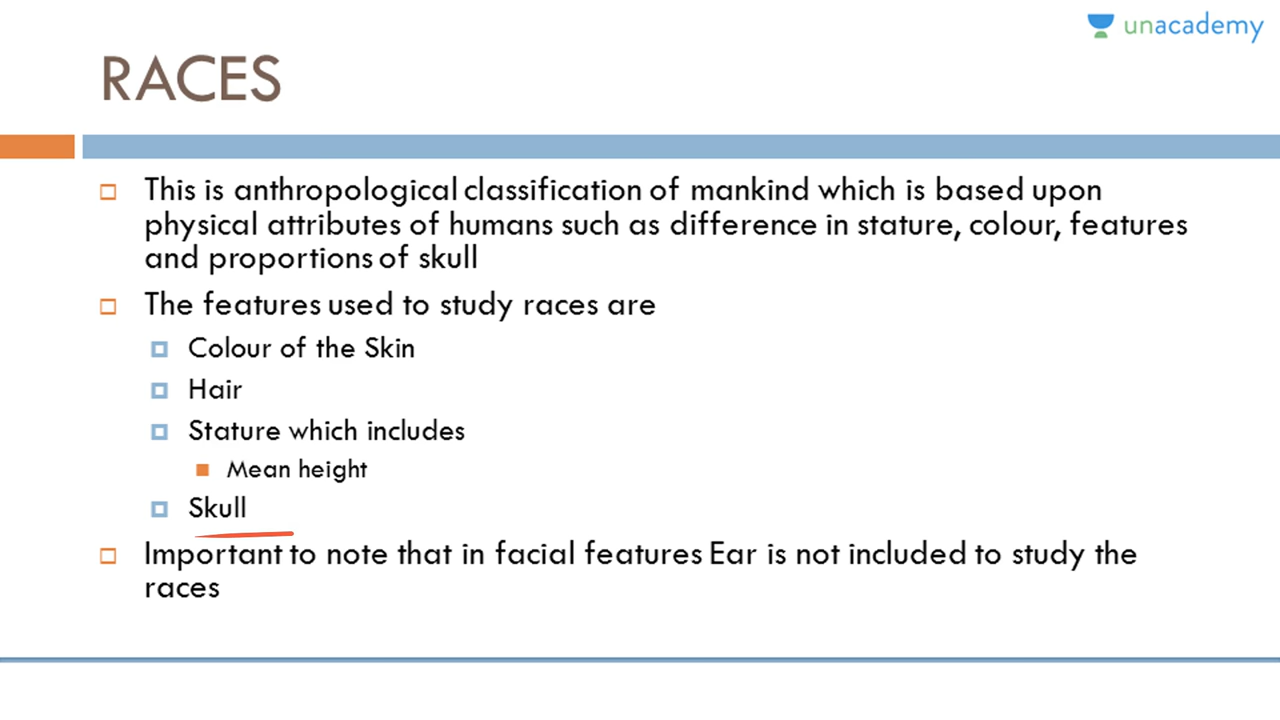 unacademy
RACES
This is anthropological classification of mankind which is based upon
physical attributes of humans such as difference in stature, colour, features
and proportions of skull
The features used to study races are
Colour of the Skin
Hair
Stature which includes
Mean height
Skull
Important to note that in facial features Ear is not included to study the
races